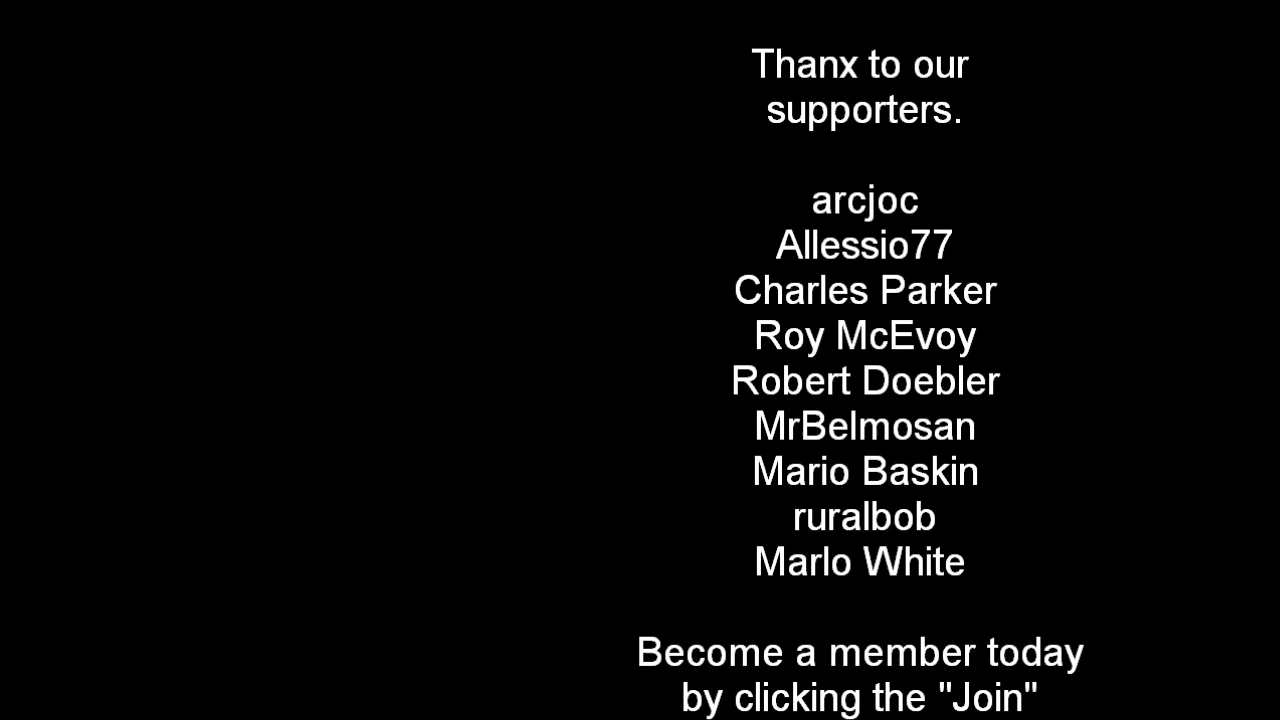 Thanx to our
supporters.
arcjoc
Allessio77
Charles Parker
Roy McEvoy
Robert Doebler
MrBelmosan
Mario Baskin
ruralbob
Marlo White
Become a member today
by clicking the "Join"